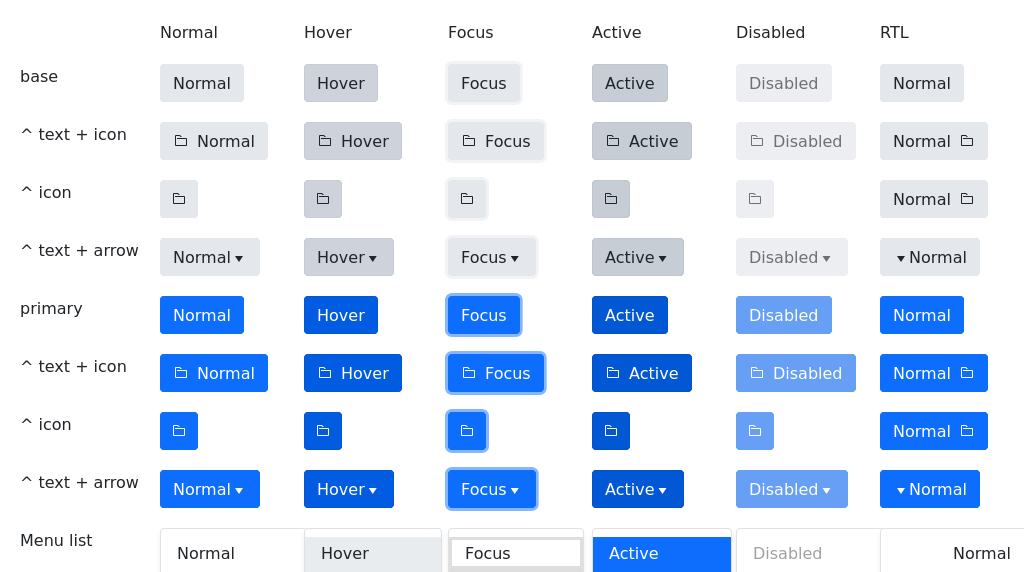 Normal Hover Focus Active Disabled RTL
base Normal Hover Focus Active Disabled Normal
^ text + icon Normal Hover Focus Active Disabled Normal
^ icon Normal
^ text + arrow Normal Hover Focus Active Disabled Normal
primary Normal Hover Focus Active Disabled Normal
^ text + icon Normal Hover Focus Active Disabled Normal
^ icon Normal
^ text + arrow Normal Hover Focus Active Disabled Normal
Menu list Normal Hover Focus Active Disabled Normal